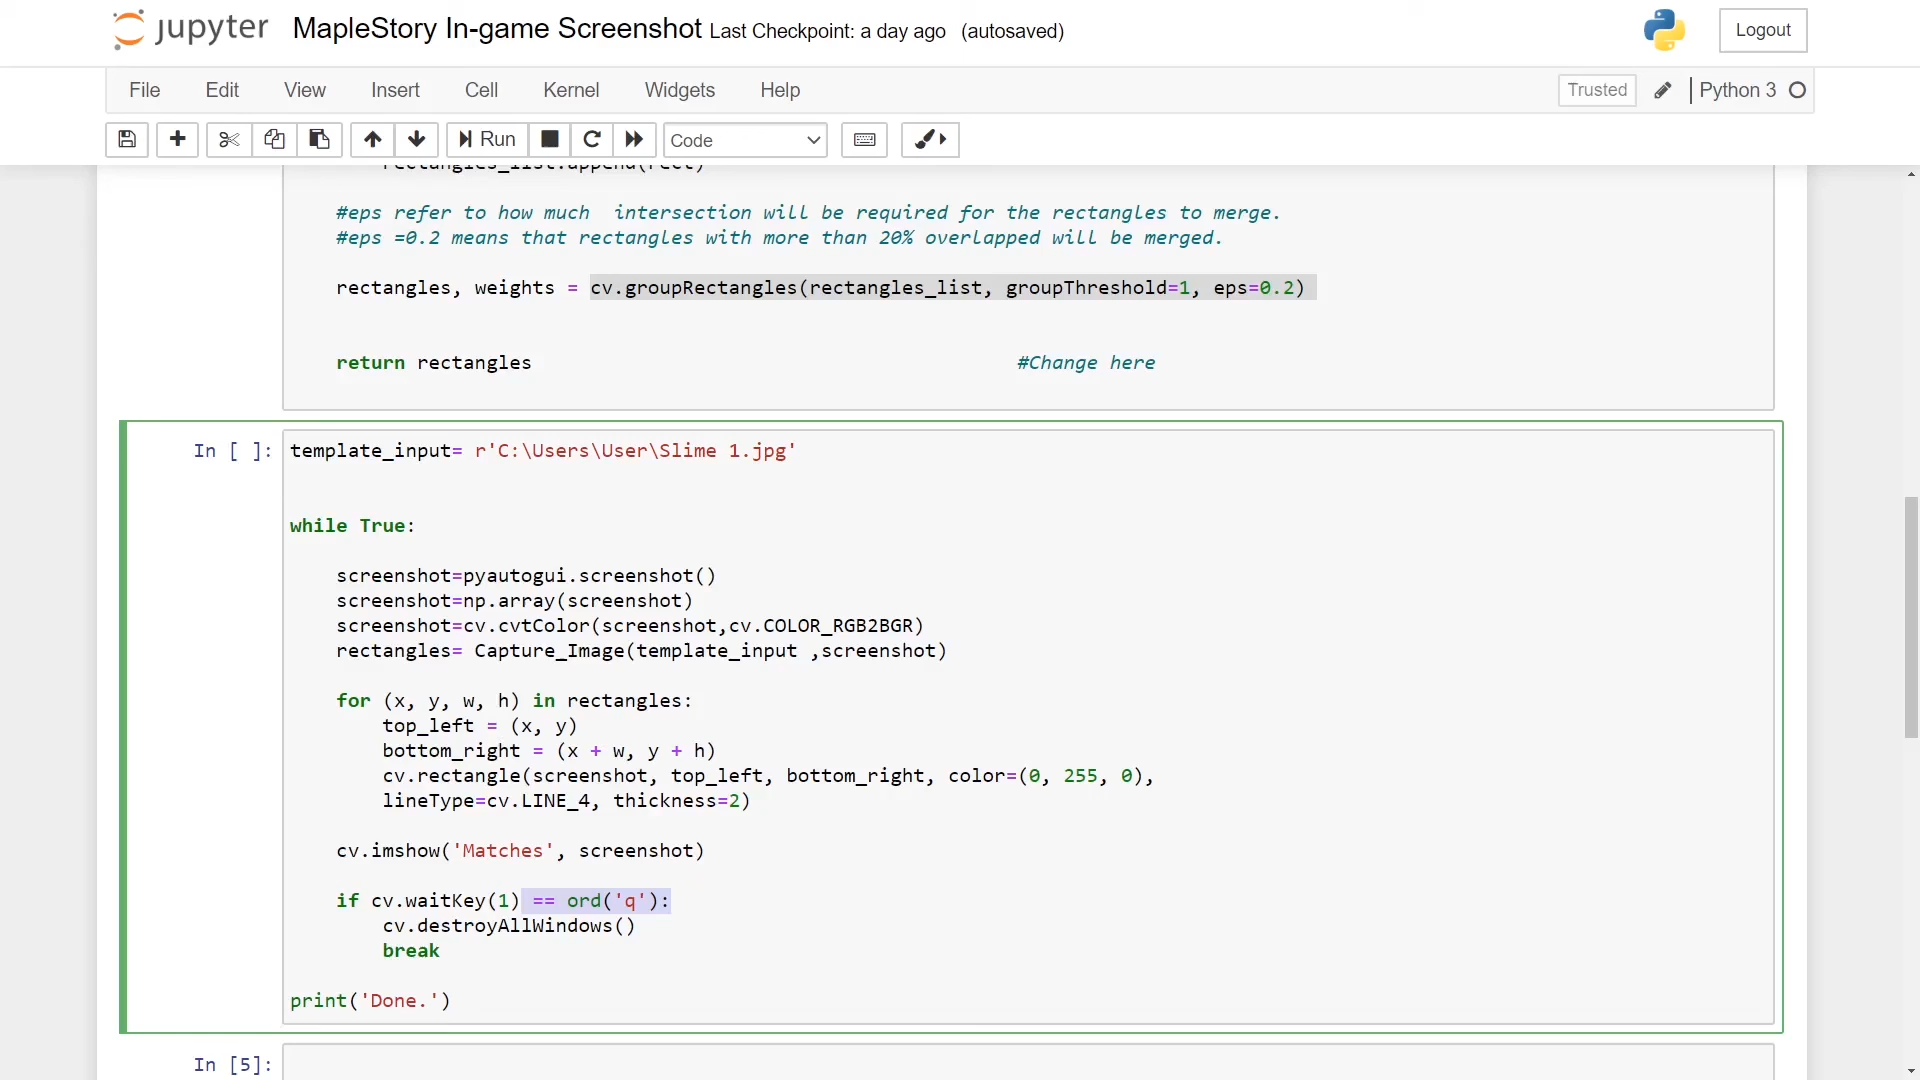 jupyter MapleStory In-game Screenshot Last Checkpoint: a day ago (autosaved) Logout
File Edit View Insert Cell Kernel Widgets Help Trusted Python 3
Run Code
rectangles_list.append(rect)
#eps refer to how much  intersection will be required for the rectangles to merge.
#eps =0.2 means that rectangles with more than 20% overlapped will be merged.
rectangles, weights = cv.groupRectangles(rectangles_list, groupThreshold=1, eps=0.2)
return rectangles #Change here
In [ ]: template_input= r'C:\Users\User\Slime 1.jpg'
while True:
screenshot=pyautogui.screenshot()
screenshot=np.array(screenshot)
screenshot=cv.cvtColor(screenshot,cv.COLOR_RGB2BGR)
rectangles= Capture_Image(template_input ,screenshot)
for (x, y, w, h) in rectangles:
top_left = (x, y)
bottom_right = (x + w, y + h)
cv.rectangle(screenshot, top_left, bottom_right, color=(0, 255, 0),
lineType=cv.LINE_4, thickness=2)
cv.imshow('Matches', screenshot)
if cv.waitKey(1) == ord('q'):
cv.destroyAllWindows()
break
print('Done.')
In [5]: